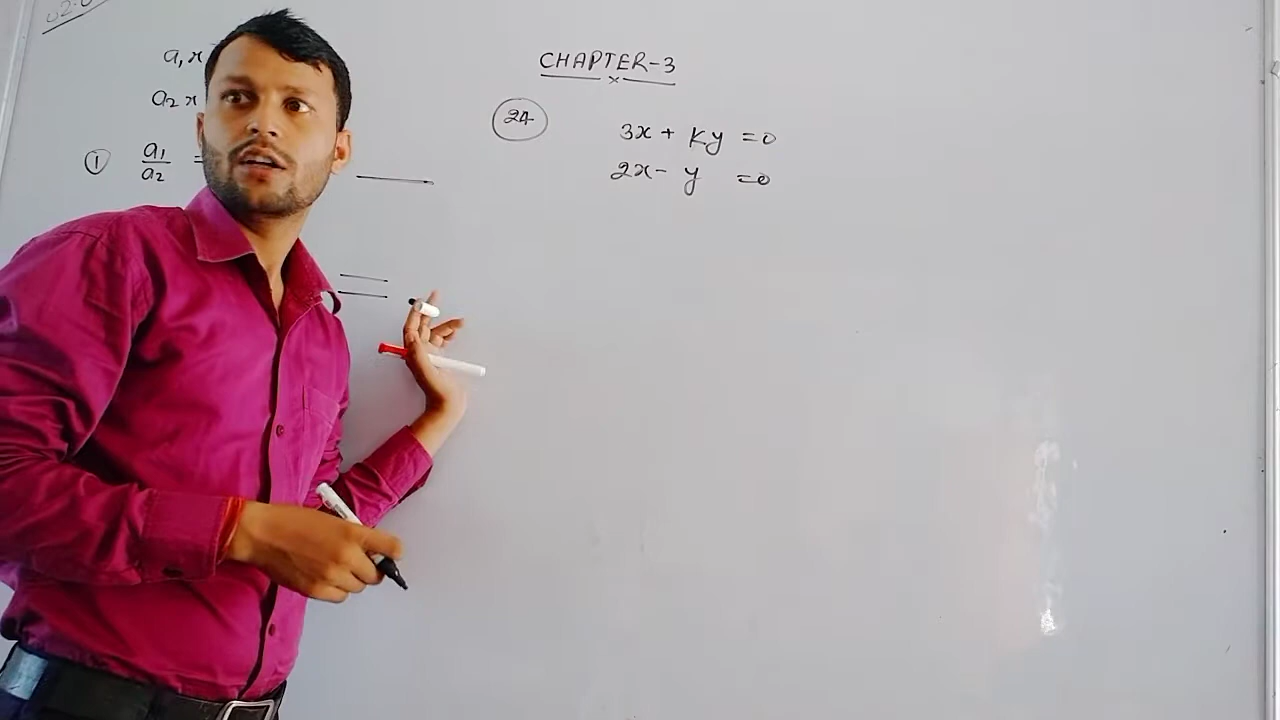 a₁x
a₂x
① a₁/a₂ =
CHAPTER-3
24
3x + ky = 0
2x - y = 0